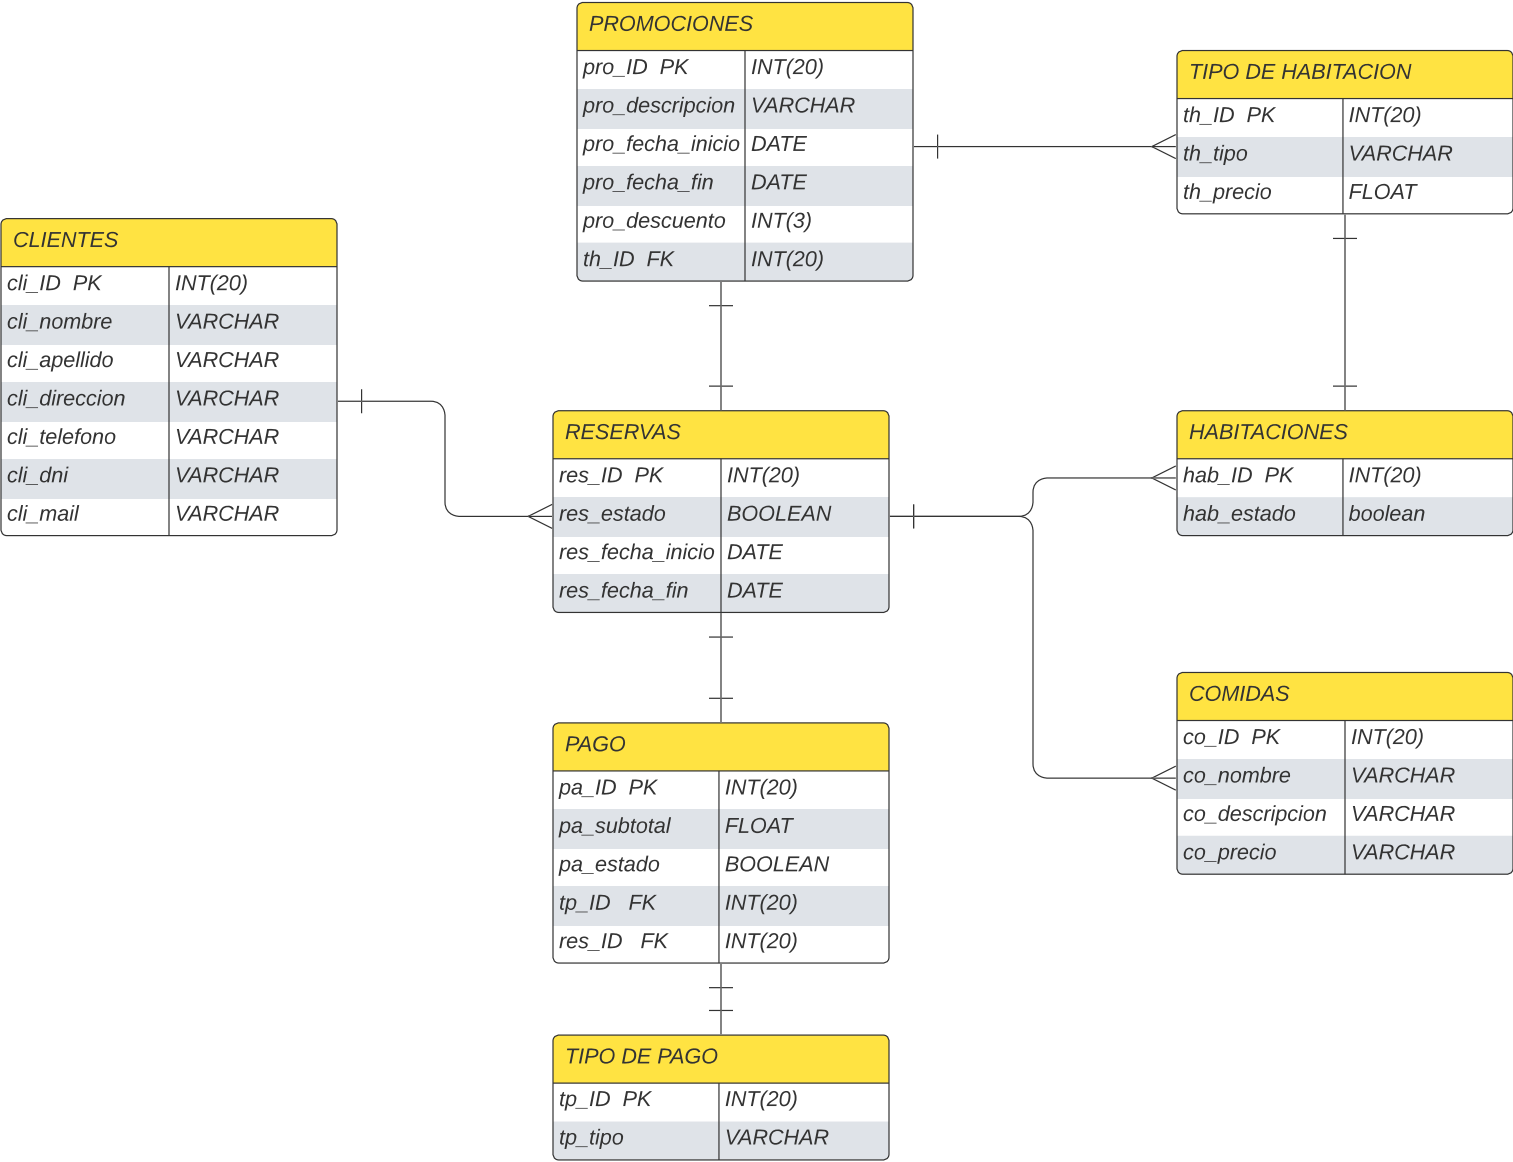 PROMOCIONES
pro_ID PK INT(20)
pro_descripcion VARCHAR
pro_fecha_inicio DATE
pro_fecha_fin DATE
pro_descuento INT(3)
th_ID FK INT(20)
TIPO DE HABITACION
th_ID PK INT(20)
th_tipo VARCHAR
th_precio FLOAT
CLIENTES
cli_ID PK INT(20)
cli_nombre VARCHAR
cli_apellido VARCHAR
cli_direccion VARCHAR
cli_telefono VARCHAR
cli_dni VARCHAR
cli_mail VARCHAR
RESERVAS
res_ID PK INT(20)
res_estado BOOLEAN
res_fecha_inicio DATE
res_fecha_fin DATE
HABITACIONES
hab_ID PK INT(20)
hab_estado boolean
COMIDAS
co_ID PK INT(20)
co_nombre VARCHAR
co_descripcion VARCHAR
co_precio VARCHAR
PAGO
pa_ID PK INT(20)
pa_subtotal FLOAT
pa_estado BOOLEAN
tp_ID FK INT(20)
res_ID FK INT(20)
TIPO DE PAGO
tp_ID PK INT(20)
tp_tipo VARCHAR